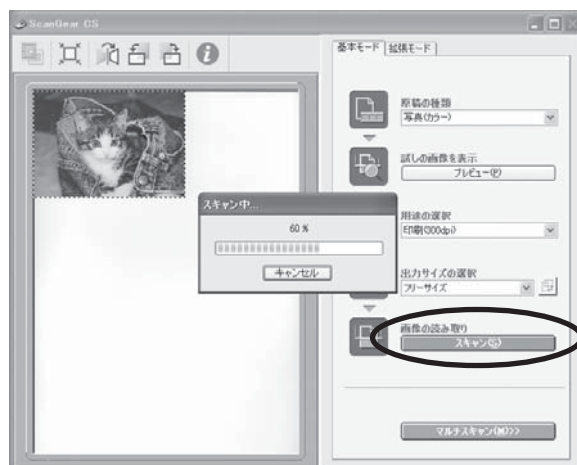 ScanGear CS
基本モード
拡張モード
原稿の種類
写真(カラー)
試しの画像を表示
プレビュー(P)
用途の選択
印刷(300dpi)
出力サイズの選択
フリーサイズ
画像の読み取り
スキャン(S)
マルチスキャン(M)>>
スキャン中...
60 %
キャンセル